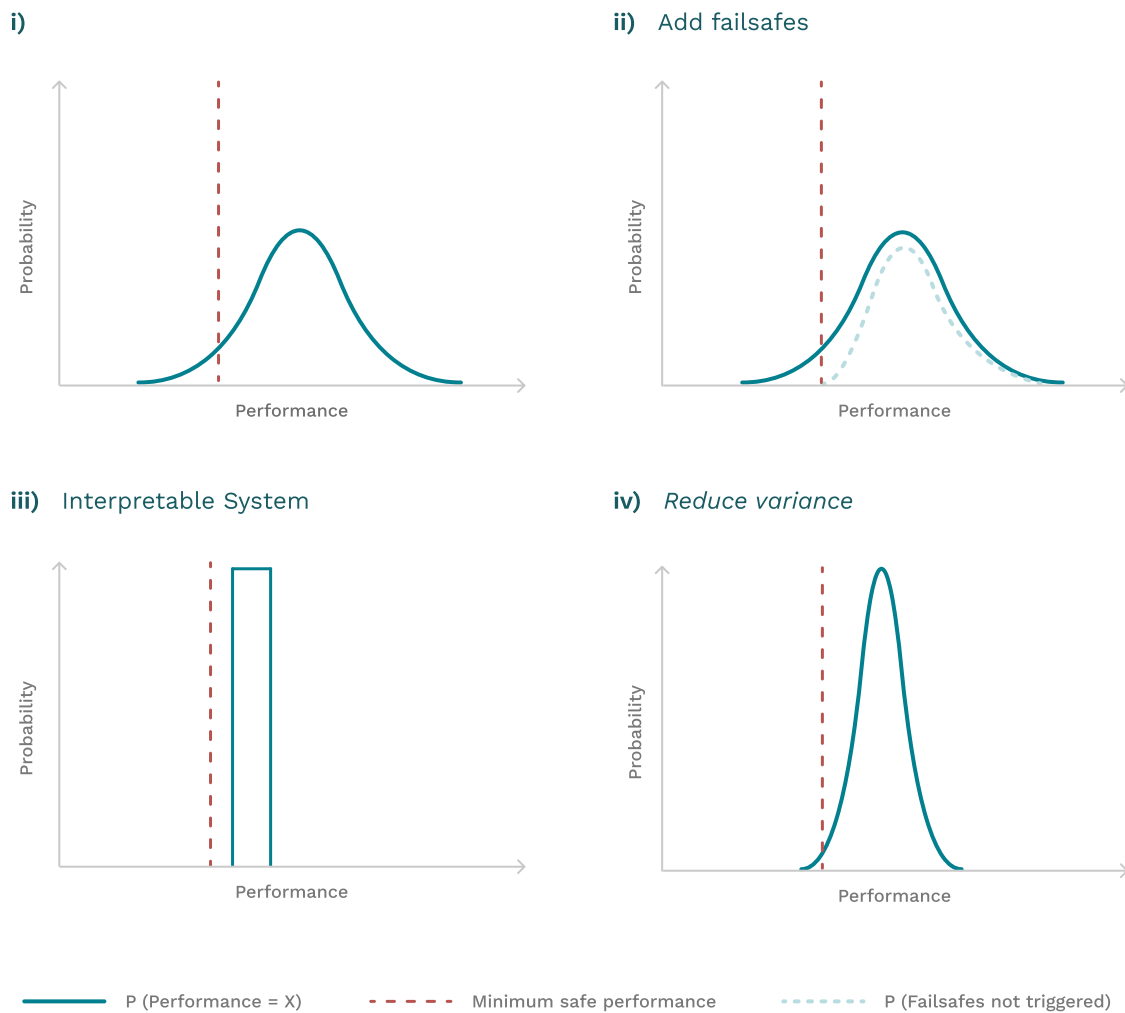 i)
ii) Add failsafes
Probability
Performance
Probability
Performance
iii) Interpretable System
iv) Reduce variance
Probability
Performance
Probability
Performance
P (Performance = X)
Minimum safe performance
P (Failsafes not triggered)